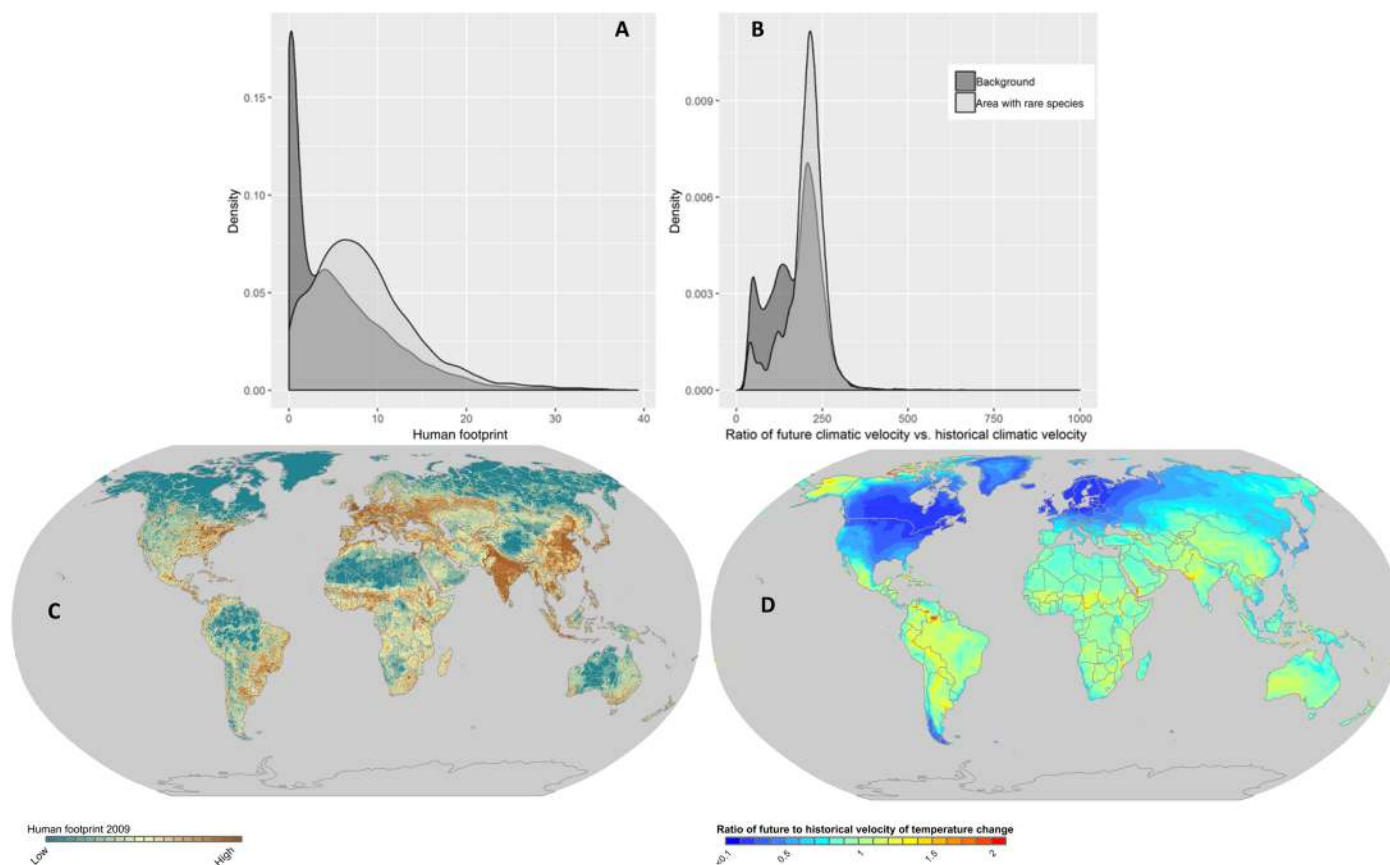 A
B
Density
0.15
0.10
0.05
0.00
0
10
20
30
40
Human footprint
Density
0.009
0.006
0.003
0.000
0
250
500
750
1000
Ratio of future climatic velocity vs. historical climatic velocity
Background
Area with rare species
C
D
Human footprint 2009
Low
High
Ratio of future to historical velocity of temperature change
<0.1
0.5
1
1.5
2